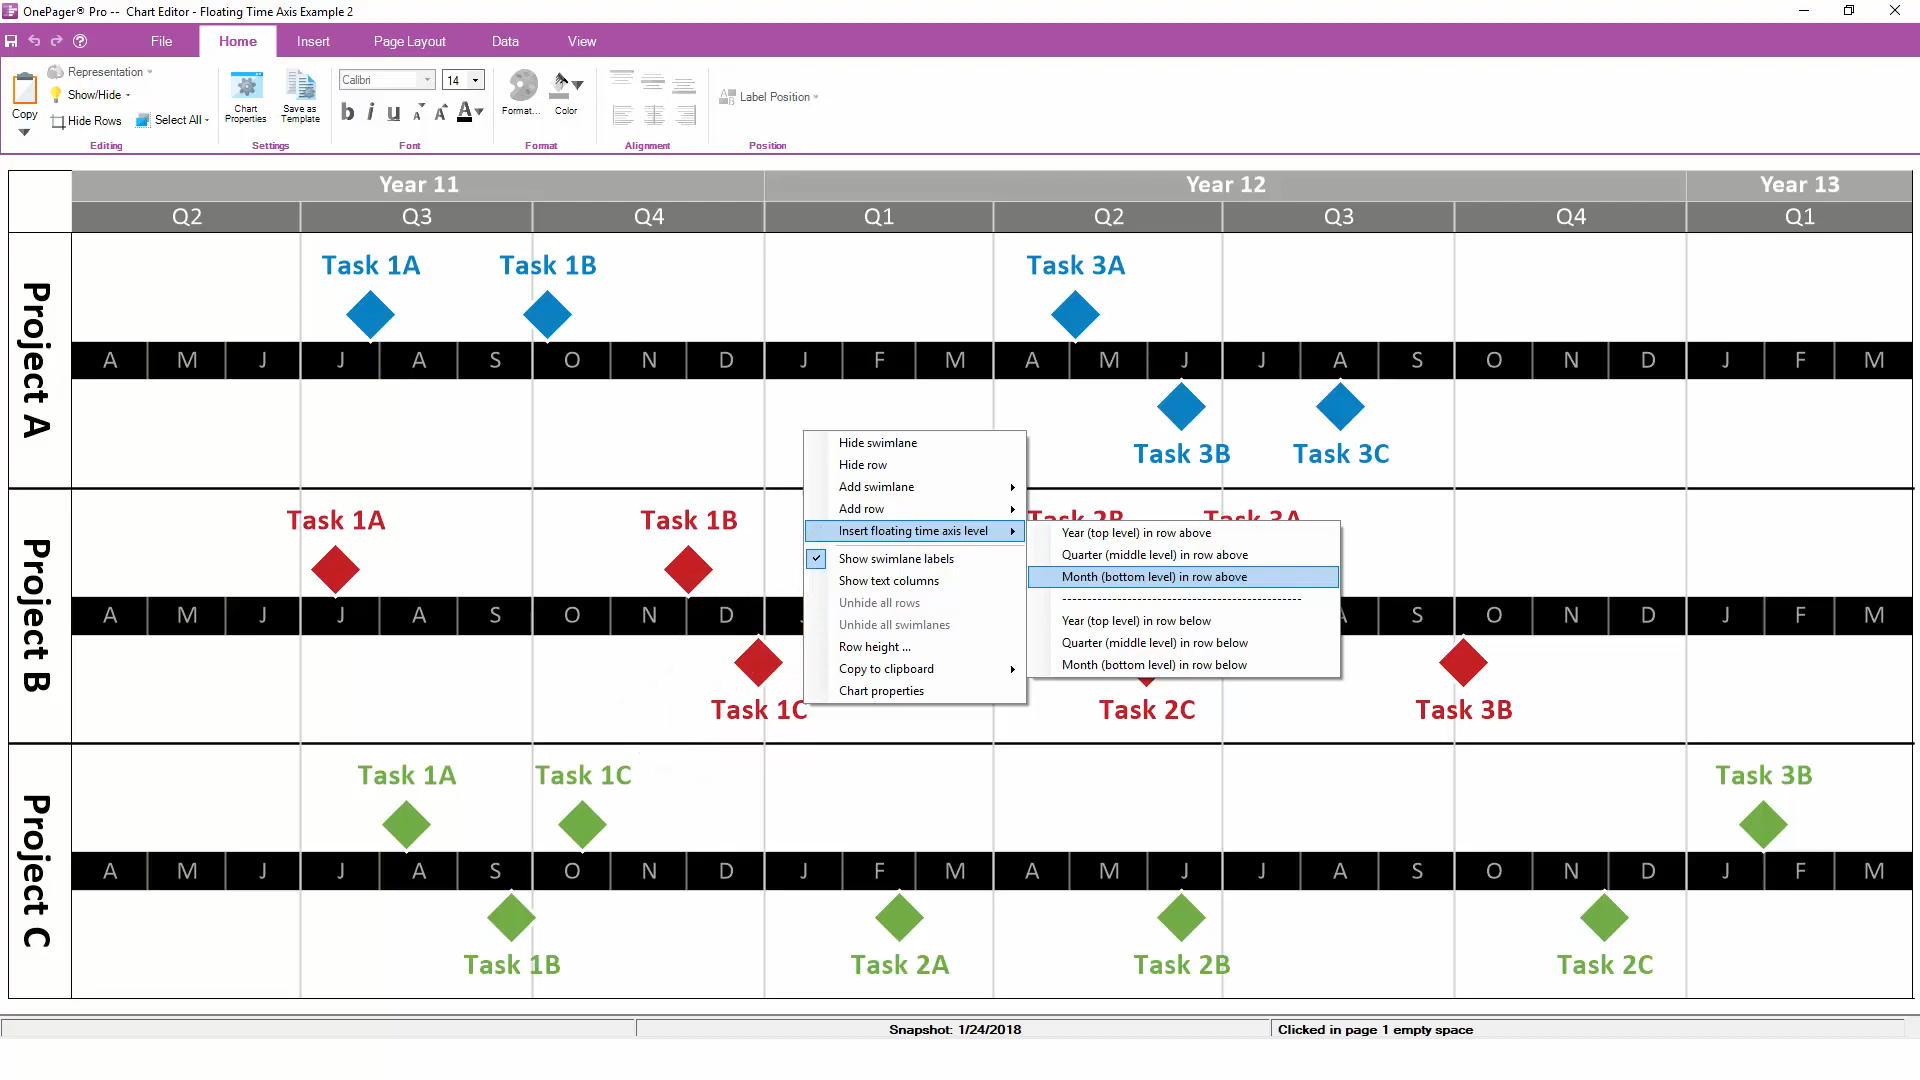 OnePager® Pro -- Chart Editor - Floating Time Axis Example 2
File Home Insert Page Layout Data View
Copy
Representation
Show/Hide
Hide Rows
Select All
Editing
Chart Properties
Save as Template
Settings
Calibri 14
b i u A A A
Font
Format... Color
Format
Alignment
Label Position
Position
Year 11 Year 12 Year 13
Q2 Q3 Q4 Q1 Q2 Q3 Q4 Q1
Project A
Task 1A Task 1B Task 3A
A M J J A S O N D J F M A M J J A S O N D J F M
Task 3B Task 3C
Project B
Task 1A Task 1B Task 2B Task 3A
A M J J A S O N D J A S O N D J F M
Task 1C Task 2C Task 3B
Project C
Task 1A Task 1C Task 3B
A M J J A S O N D J F M A M J J A S O N D J F M
Task 1B Task 2A Task 2B Task 2C
Hide swimlane
Hide row
Add swimlane
Add row
Insert floating time axis level
Show swimlane labels
Show text columns
Unhide all rows
Unhide all swimlanes
Row height ...
Copy to clipboard
Chart properties
Year (top level) in row above
Quarter (middle level) in row above
Month (bottom level) in row above
---------------------------------------------
Year (top level) in row below
Quarter (middle level) in row below
Month (bottom level) in row below
Snapshot: 1/24/2018 Clicked in page 1 empty space